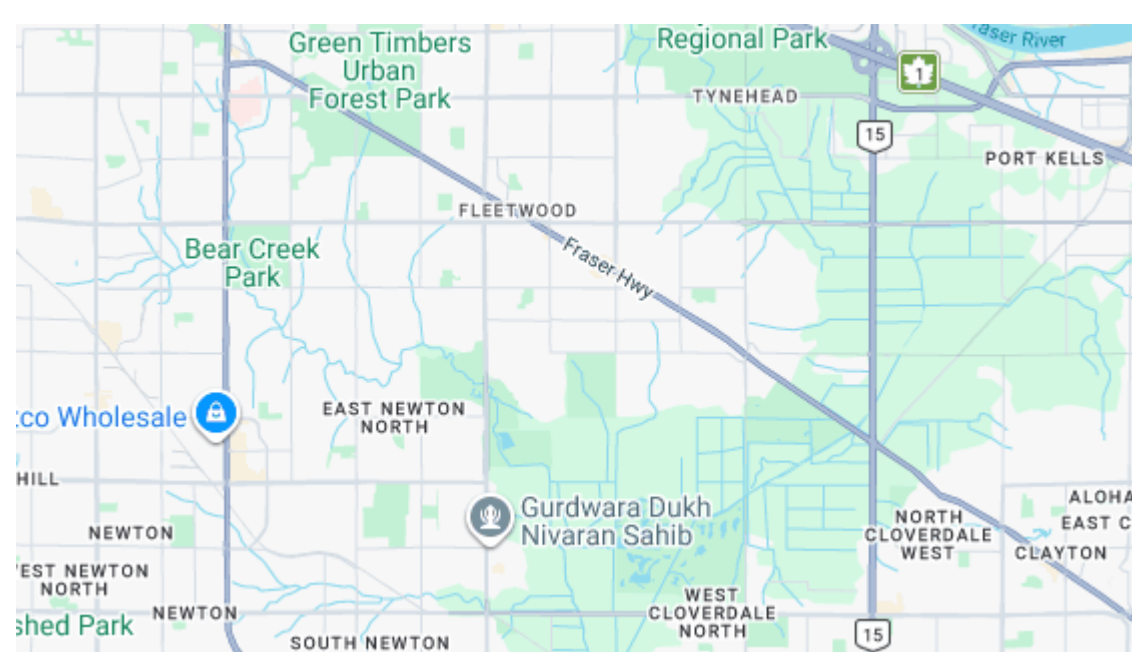 Green Timbers
Urban
Forest Park
Regional Park
Fraser River
1
TYNEHEAD
15
PORT KELLS
FLEETWOOD
Bear Creek
Park
Fraser Hwy
co Wholesale
EAST NEWTON
NORTH
HILL
Gurdwara Dukh
Nivaran Sahib
ALOHA
EAST C
NORTH
CLOVERDALE
WEST
CLAYTON
NEWTON
EST NEWTON
NORTH
WEST
CLOVERDALE
NORTH
NEWTON
shed Park
SOUTH NEWTON
15